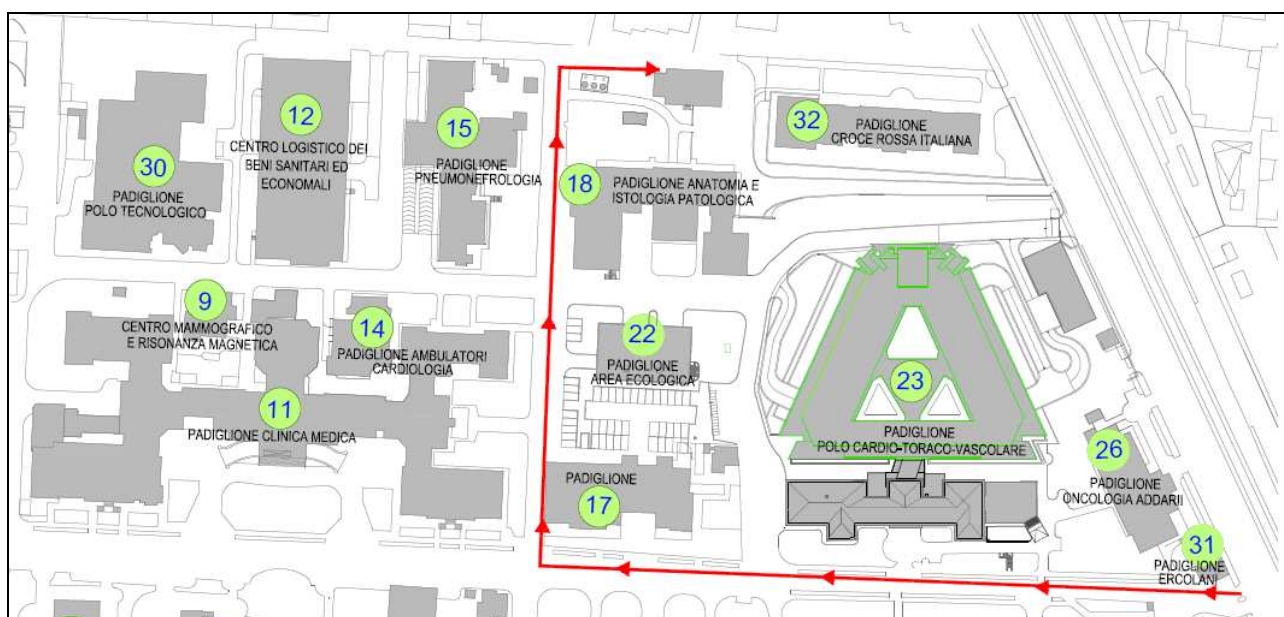 12
CENTRO LOGISTICO DEI
BENI SANITARI ED
ECONOMALI
15
PADIGLIONE
PNEUMONEFROLOGIA
30
PADIGLIONE
POLO TECNOLOGICO
18
PADIGLIONE ANATOMIA E
ISTOLOGIA PATOLOGICA
32
PADIGLIONE
CROCE ROSSA ITALIANA
9
CENTRO MAMMOGRAFICO
E RISONANZA MAGNETICA
14
PADIGLIONE AMBULATORI
CARDIOLOGIA
22
PADIGLIONE
AREA ECOLOGICA
11
PADIGLIONE CLINICA MEDICA
23
PADIGLIONE
POLO CARDIO-TORACO-VASCOLARE
26
PADIGLIONE
ONCOLOGIA ADDARII
PADIGLIONE
17
31
PADIGLIONE
ERCOLANI